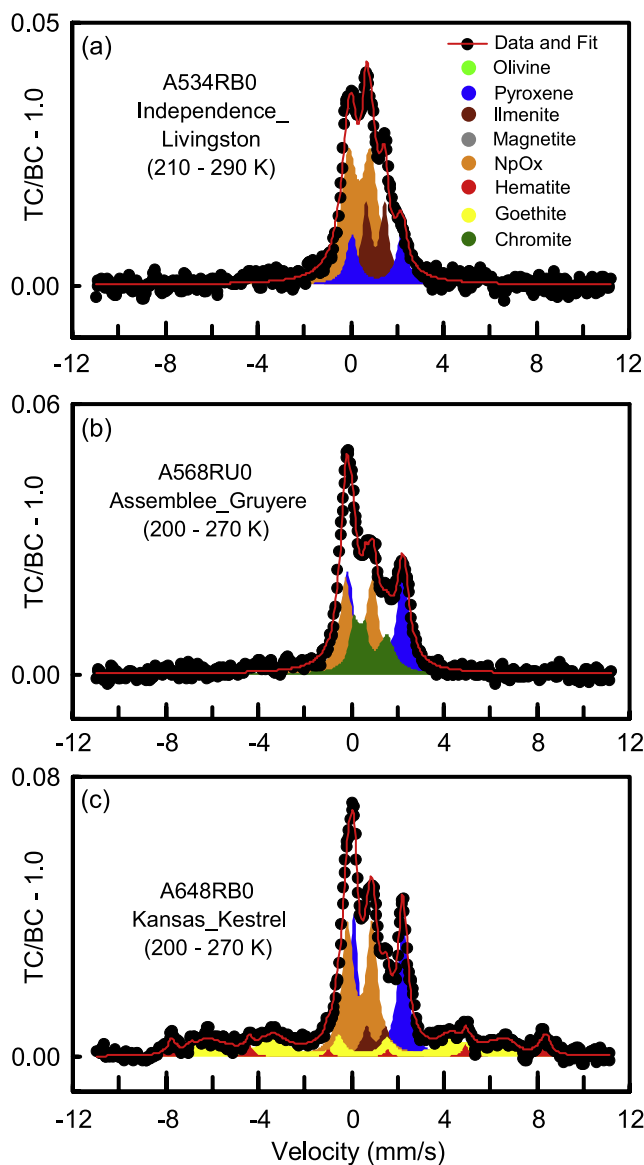 0.05
(a)
A534RB0
Independence_
Livingston
(210 - 290 K)
Data and Fit
Olivine
Pyroxene
Ilmenite
Magnetite
NpOx
Hematite
Goethite
Chromite
TC/BC - 1.0
0.00
-12 -8 -4 0 4 8 12
0.06
(b)
A568RU0
Assemblee_Gruyere
(200 - 270 K)
TC/BC - 1.0
0.00
-12 -8 -4 0 4 8 12
0.08
(c)
A648RB0
Kansas_Kestrel
(200 - 270 K)
TC/BC - 1.0
0.00
-12 -8 -4 0 4 8 12
Velocity (mm/s)